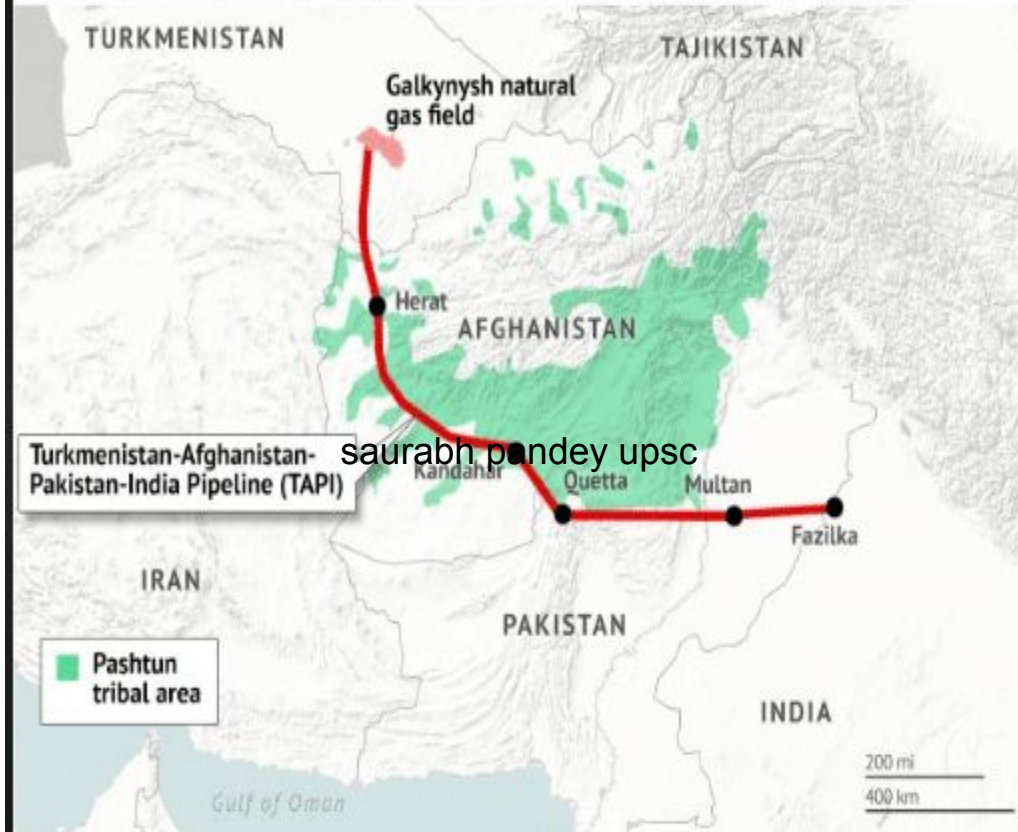 TURKMENISTAN
TAJIKISTAN
Galkynysh natural
gas field
Herat
AFGHANISTAN
saurabh pandey upsc
Turkmenistan-Afghanistan-
Pakistan-India Pipeline (TAPI)
Kandahar
Quetta
Multan
Fazilka
IRAN
PAKISTAN
Pashtun
tribal area
INDIA
200 mi
400 km
Gulf of Oman